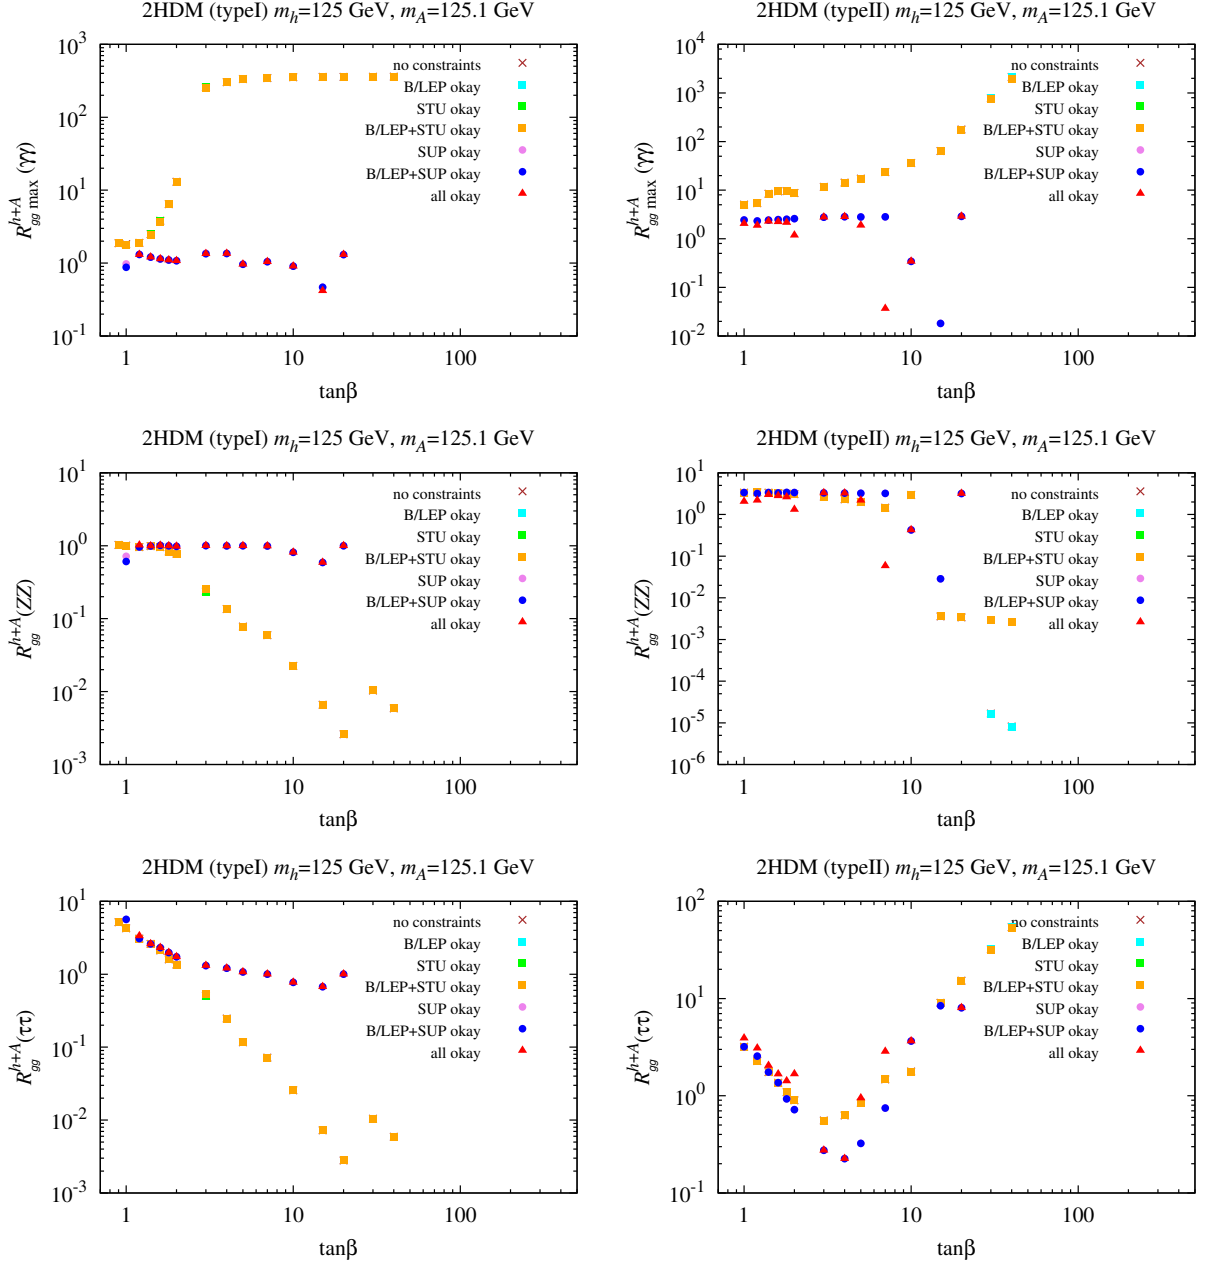 2HDM (typeI) m_h=125 GeV, m_A=125.1 GeV
R^{h+A}_{gg max} (γγ)
10^3
10^2
10^1
10^0
10^-1
no constraints
B/LEP okay
STU okay
B/LEP+STU okay
SUP okay
B/LEP+SUP okay
all okay
1 10 100
tanβ
2HDM (typeII) m_h=125 GeV, m_A=125.1 GeV
R^{h+A}_{gg max} (γγ)
10^4
10^3
10^2
10^1
10^0
10^-1
10^-2
no constraints
B/LEP okay
STU okay
B/LEP+STU okay
SUP okay
B/LEP+SUP okay
all okay
1 10 100
tanβ
2HDM (typeI) m_h=125 GeV, m_A=125.1 GeV
R^{h+A}_{gg}(ZZ)
10^1
10^0
10^-1
10^-2
10^-3
no constraints
B/LEP okay
STU okay
B/LEP+STU okay
SUP okay
B/LEP+SUP okay
all okay
1 10 100
tanβ
2HDM (typeII) m_h=125 GeV, m_A=125.1 GeV
R^{h+A}_{gg}(ZZ)
10^1
10^0
10^-1
10^-2
10^-3
10^-4
10^-5
10^-6
no constraints
B/LEP okay
STU okay
B/LEP+STU okay
SUP okay
B/LEP+SUP okay
all okay
1 10 100
tanβ
2HDM (typeI) m_h=125 GeV, m_A=125.1 GeV
R^{h+A}_{gg}(ττ)
10^1
10^0
10^-1
10^-2
10^-3
no constraints
B/LEP okay
STU okay
B/LEP+STU okay
SUP okay
B/LEP+SUP okay
all okay
1 10 100
tanβ
2HDM (typeII) m_h=125 GeV, m_A=125.1 GeV
R^{h+A}_{gg}(ττ)
10^2
10^1
10^0
10^-1
no constraints
B/LEP okay
STU okay
B/LEP+STU okay
SUP okay
B/LEP+SUP okay
all okay
1 10 100
tanβ